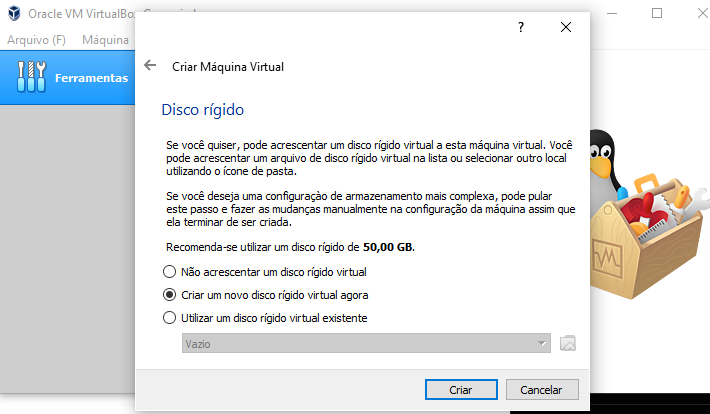 Oracle VM VirtualBox
?
Arquivo (F) Máquina
Criar Máquina Virtual
Ferramentas
Disco rígido
Se você quiser, pode acrescentar um disco rígido virtual a esta máquina virtual. Você
pode acrescentar um arquivo de disco rígido virtual na lista ou selecionar outro local
utilizando o ícone de pasta.
Se você deseja uma configuração de armazenamento mais complexa, pode pular
este passo e fazer as mudanças manualmente na configuração da máquina assim que
ela terminar de ser criada.
Recomenda-se utilizar um disco rígido de 50,00 GB.
Não acrescentar um disco rígido virtual
Criar um novo disco rígido virtual agora
Utilizar um disco rígido virtual existente
Vazio
Criar
Cancelar